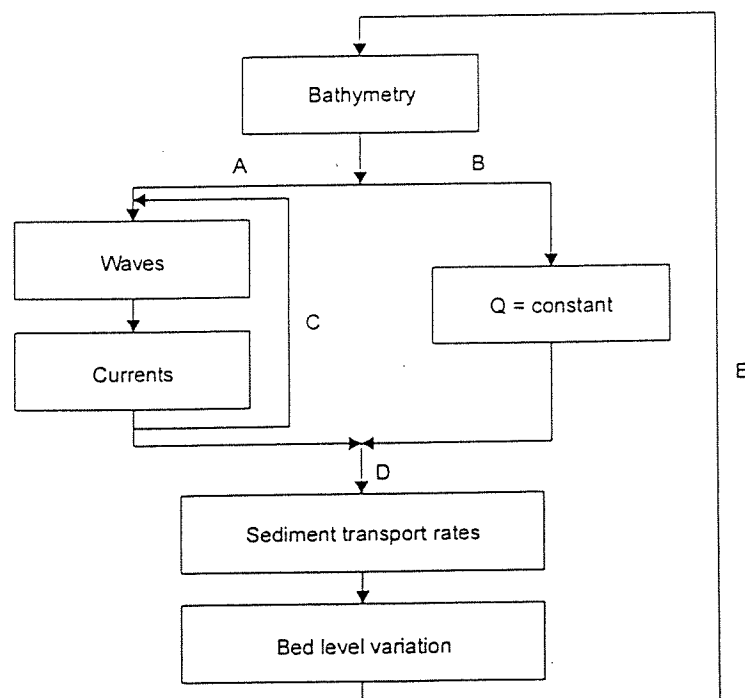 Bathymetry
A
B
Waves
Q = constant
C
Currents
E
D
Sediment transport rates
Bed level variation